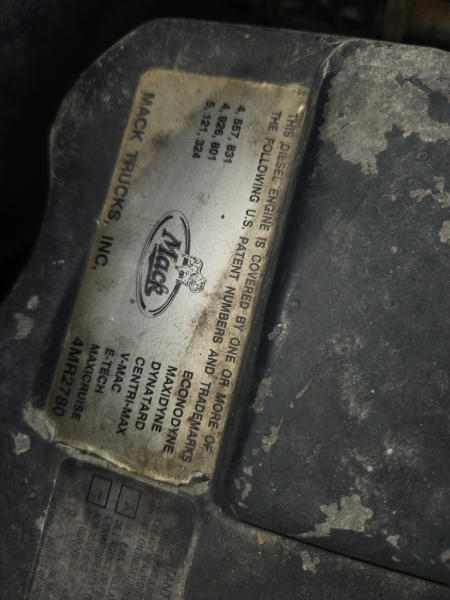 THIS DIESEL ENGINE IS COVERED BY ONE OR MORE OF
THE FOLLOWING U.S. PATENT NUMBERS AND TRADEMARKS
4, 557, 831
4, 926, 801
5, 121, 324
Mack
®
ECONODYNE
MAXIDYNE
DYNATARD
CENTRI-MAX
V-MAC
E-TECH
MAXICRUISE
MACK TRUCKS, INC.
4MR2780